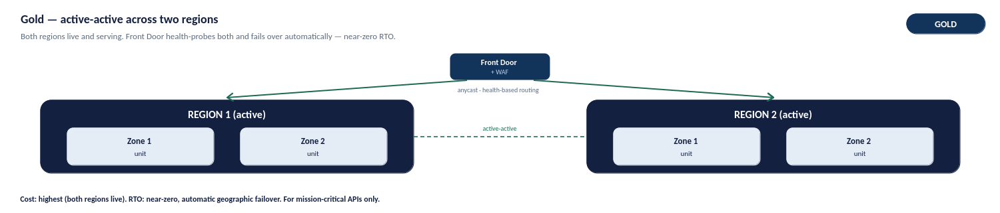 Gold — active-active across two regions
GOLD
Both regions live and serving. Front Door health-probes both and fails over automatically — near-zero RTO.
Front Door
+ WAF
anycast · health-based routing
REGION 1 (active)
Zone 1
unit
Zone 2
unit
active-active
REGION 2 (active)
Zone 1
unit
Zone 2
unit
Cost: highest (both regions live). RTO: near-zero, automatic geographic failover. For mission-critical APIs only.